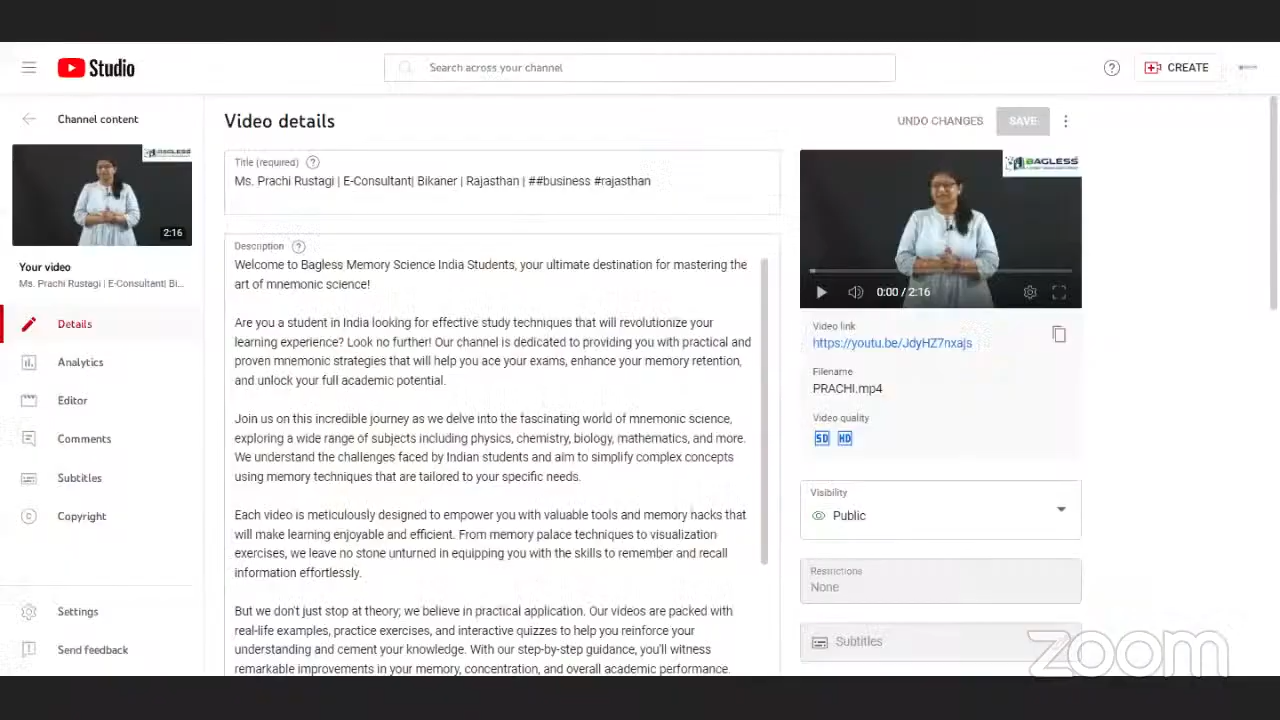 Studio
Search across your channel
CREATE
Channel content
BAGLESS
2:16
Your video
Ms. Prachi Rustagi | E-Consultant| Bi...
Details
Analytics
Editor
Comments
Subtitles
Copyright
Settings
Send feedback
Video details
UNDO CHANGES
SAVE
Title (required)
Ms. Prachi Rustagi | E-Consultant| Bikaner | Rajasthan | ##business #rajasthan
Description
Welcome to Bagless Memory Science India Students, your ultimate destination for mastering the
art of mnemonic science!
Are you a student in India looking for effective study techniques that will revolutionize your
learning experience? Look no further! Our channel is dedicated to providing you with practical and
proven mnemonic strategies that will help you ace your exams, enhance your memory retention,
and unlock your full academic potential.
Join us on this incredible journey as we delve into the fascinating world of mnemonic science,
exploring a wide range of subjects including physics, chemistry, biology, mathematics, and more.
We understand the challenges faced by Indian students and aim to simplify complex concepts
using memory techniques that are tailored to your specific needs.
Each video is meticulously designed to empower you with valuable tools and memory hacks that
will make learning enjoyable and efficient. From memory palace techniques to visualization
exercises, we leave no stone unturned in equipping you with the skills to remember and recall
information effortlessly.
But we don't just stop at theory; we believe in practical application. Our videos are packed with
real-life examples, practice exercises, and interactive quizzes to help you reinforce your
understanding and cement your knowledge. With our step-by-step guidance, you'll witness
remarkable improvements in your memory, concentration, and overall academic performance.
BAGLESS
0:00 / 2:16
Video link
https://youtu.be/JdyHZ7nxajs
Filename
PRACHI.mp4
Video quality
SD HD
Visibility
Public
Restrictions
None
Subtitles
zoom